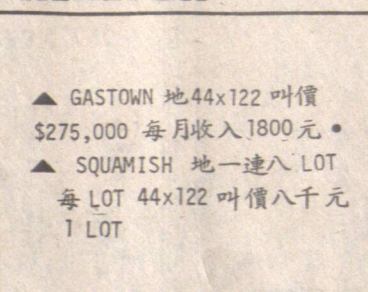 ▲ GASTOWN 地44x122 叫價
$275,000 每月收入1800元 •
▲ SQUAMISH 地一連八 LOT
每 LOT 44x122 叫價八千元
1 LOT